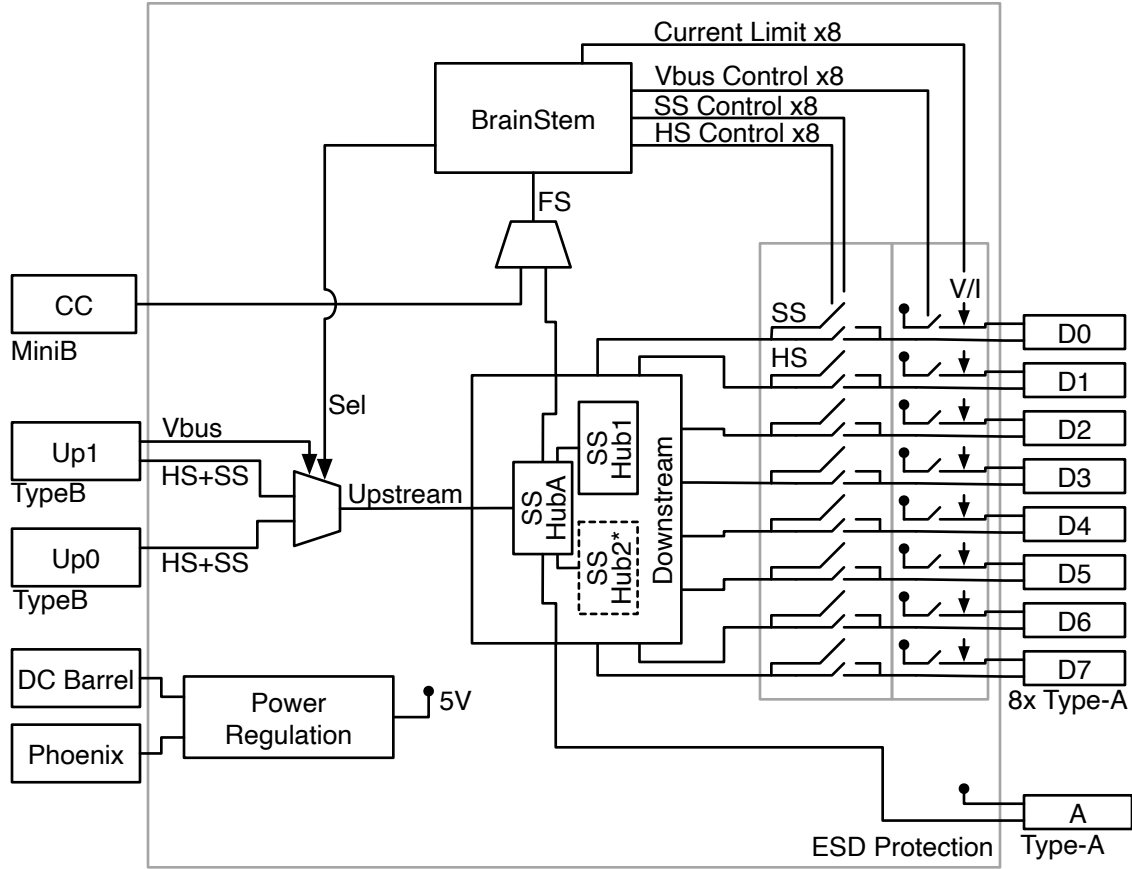 Current Limit x8
Vbus Control x8
SS Control x8
HS Control x8
BrainStem
FS
CC
MiniB
V/I
SS
HS
D0
D1
D2
D3
D4
D5
D6
D7
8x Type-A
Sel
Vbus
Up1
TypeB
HS+SS
Upstream
Up0
TypeB
HS+SS
SS
HubA
SS
Hub1
SS
Hub2*
Downstream
DC Barrel
Phoenix
Power
Regulation
5V
A
Type-A
ESD Protection